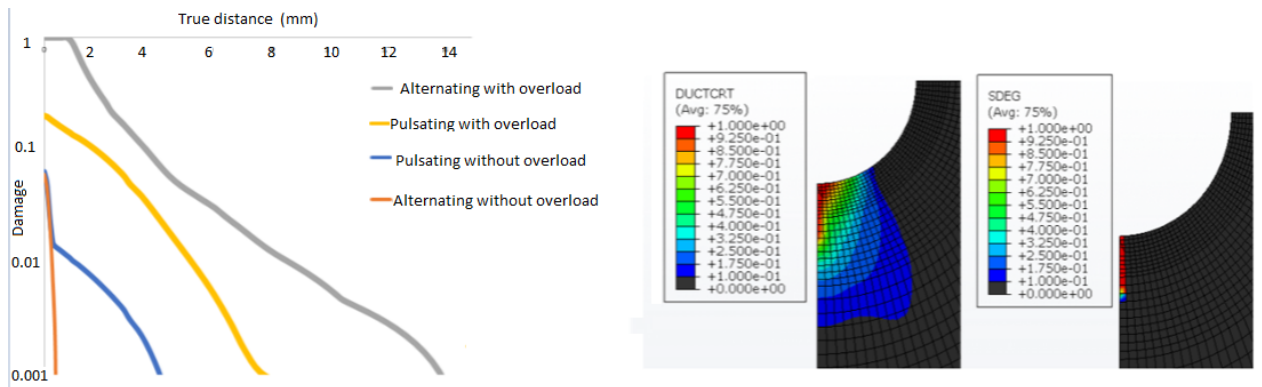 True distance (mm)
1
0 2 4 6 8 10 12 14
Alternating with overload
Pulsating with overload
0.1
Pulsating without overload
Alternating without overload
Damage
0.01
0.001
DUCTCRT
(Avg: 75%)
+1.000e+00
+9.250e-01
+8.500e-01
+7.750e-01
+7.000e-01
+6.250e-01
+5.500e-01
+4.750e-01
+4.000e-01
+3.250e-01
+2.500e-01
+1.750e-01
+1.000e-01
+0.000e+00
SDEG
(Avg: 75%)
+1.000e+00
+9.250e-01
+8.500e-01
+7.750e-01
+7.000e-01
+6.250e-01
+5.500e-01
+4.750e-01
+4.000e-01
+3.250e-01
+2.500e-01
+1.750e-01
+1.000e-01
+0.000e+00